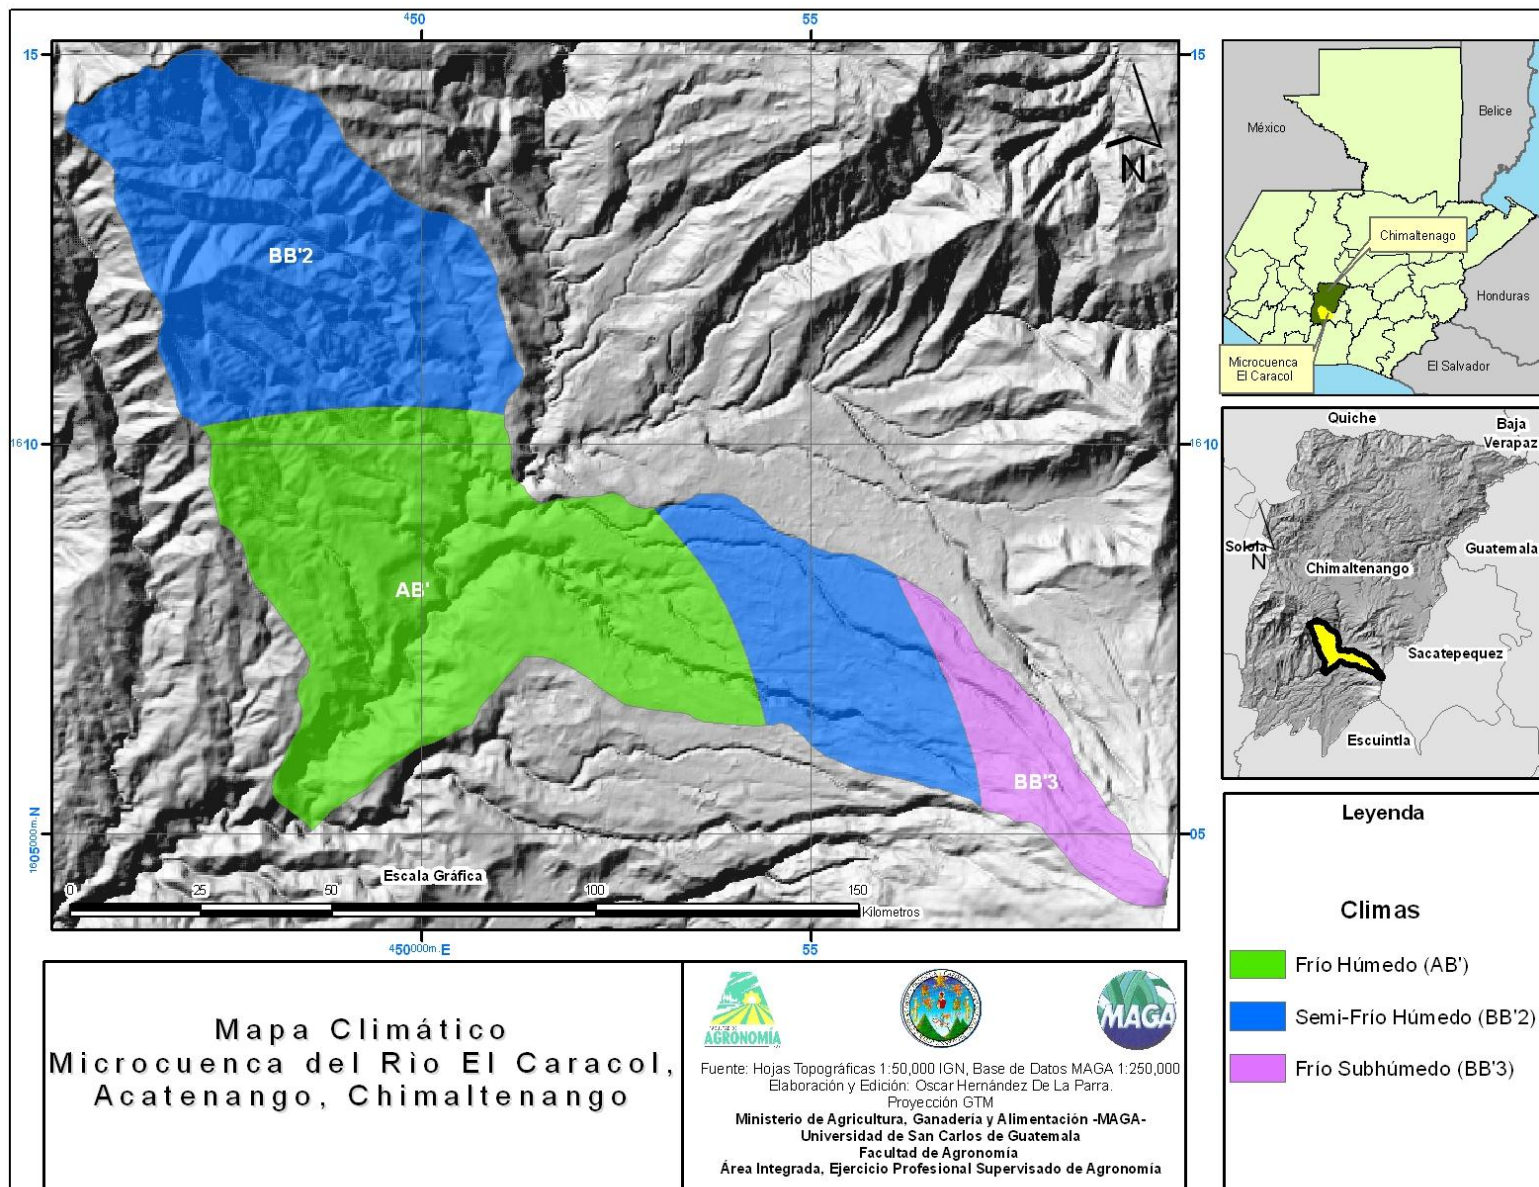 450
55
15
15
N
BB'2
1610
1610
AB'
BB'3
1605000m.N
05
Escala Gráfica
0
25
50
100
150
Kilometros
450000m.E
55
México
Belice
Chimaltenago
Honduras
Microcuenca
El Caracol
El Salvador
Quiche
Baja
Verapaz
Solola
N
Guatemala
Chimaltenango
Sacatepequez
Escuintla
Leyenda
Climas
Frío Húmedo (AB')
Semi-Frío Húmedo (BB'2)
Frío Subhúmedo (BB'3)
Mapa Climático
Microcuenca del Rìo El Caracol,
Acatenango, Chimaltenango
FACULTAD DE
AGRONOMÍA
MAGA
Fuente: Hojas Topográficas 1:50,000 IGN, Base de Datos MAGA 1:250,000
Elaboración y Edición: Oscar Hernández De La Parra.
Proyección GTM
Ministerio de Agricultura, Ganadería y Alimentación -MAGA-
Universidad de San Carlos de Guatemala
Facultad de Agronomía
Área Integrada, Ejercicio Profesional Supervisado de Agronomía